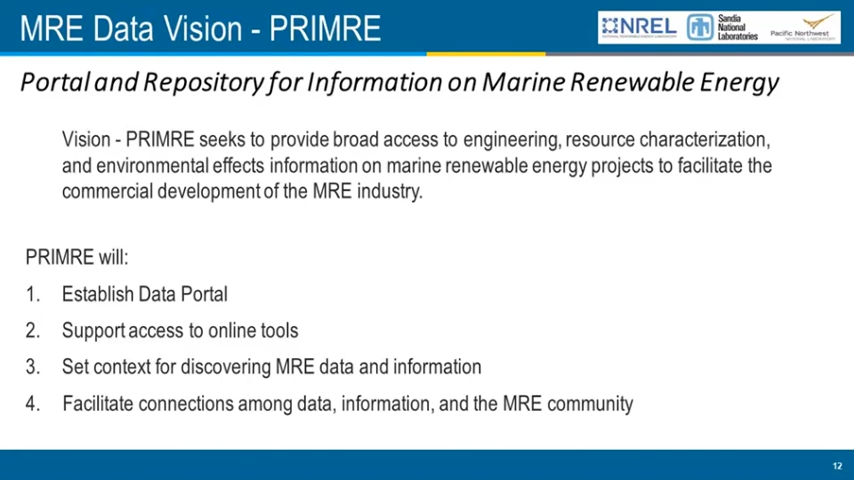 MRE Data Vision - PRIMRE
NREL
Sandia
National
Laboratories
Pacific Northwest
Portal and Repository for Information on Marine Renewable Energy
Vision - PRIMRE seeks to provide broad access to engineering, resource characterization,
and environmental effects information on marine renewable energy projects to facilitate the
commercial development of the MRE industry.
PRIMRE will:
1. Establish Data Portal
2. Support access to online tools
3. Set context for discovering MRE data and information
4. Facilitate connections among data, information, and the MRE community
12